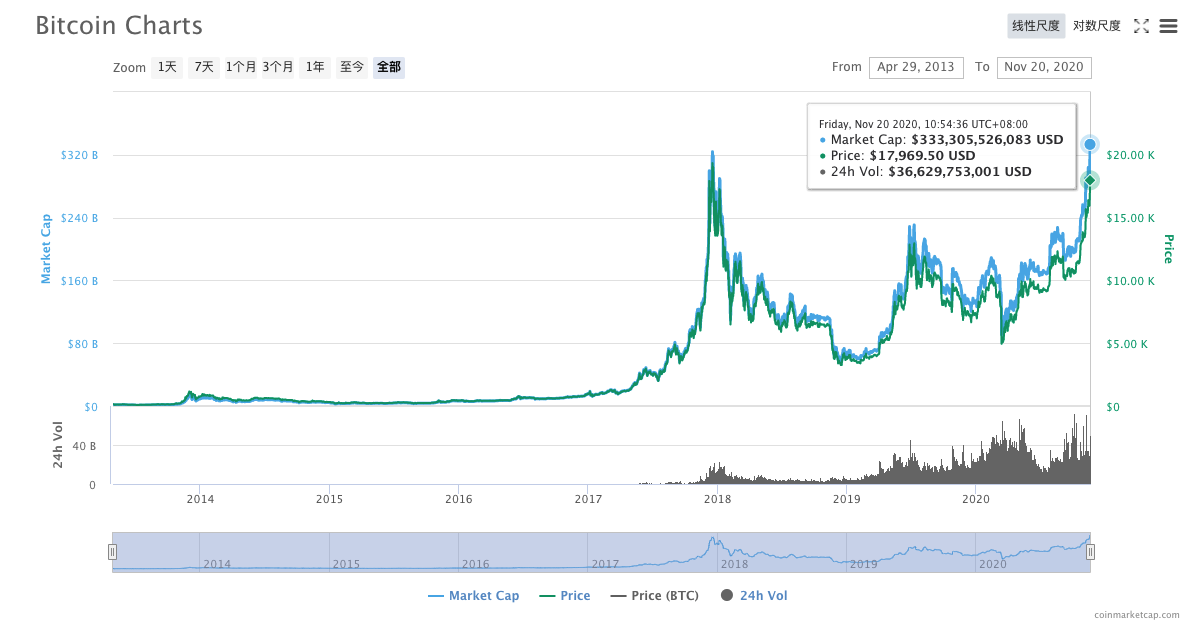 Bitcoin Charts
线性尺度 对数尺度
Zoom 1天 7天 1个月 3个月 1年 至今 全部
From Apr 29, 2013 To Nov 20, 2020
Friday, Nov 20 2020, 10:54:36 UTC+08:00
● Market Cap: $333,305,526,083 USD
● Price: $17,969.50 USD
● 24h Vol: $36,629,753,001 USD
Market Cap
$320 B
$240 B
$160 B
$80 B
$0
Price
$20.00 K
$15.00 K
$10.00 K
$5.00 K
$0
24h Vol
40 B
0
2014 2015 2016 2017 2018 2019 2020
2014 2015 2016 2017 2018 2019 2020
Market Cap Price Price (BTC) 24h Vol
coinmarketcap.com